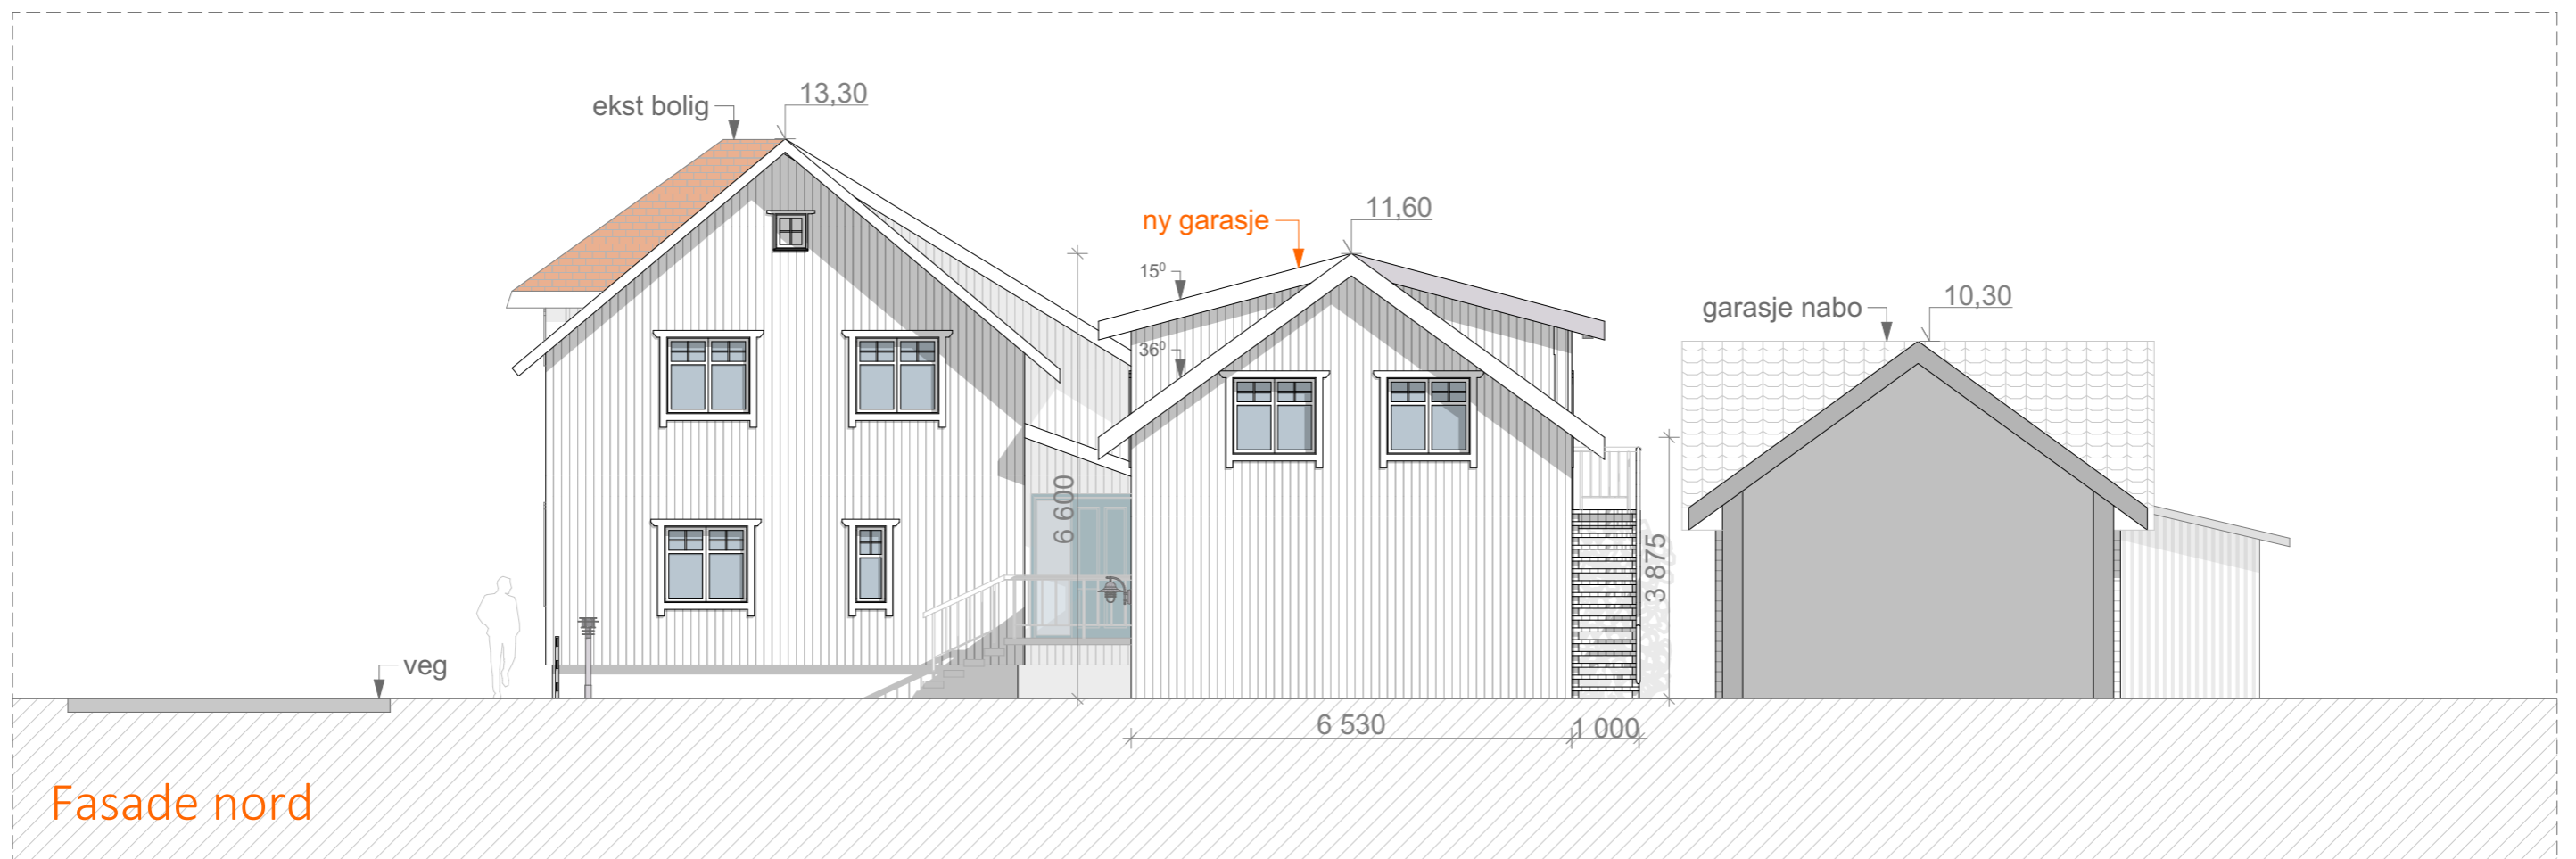 ekst bolig
13,30
ny garasje
11,60
15⁰
36⁰
garasje nabo
10,30
6 600
3 875
veg
6 530
1 000
Fasade nord